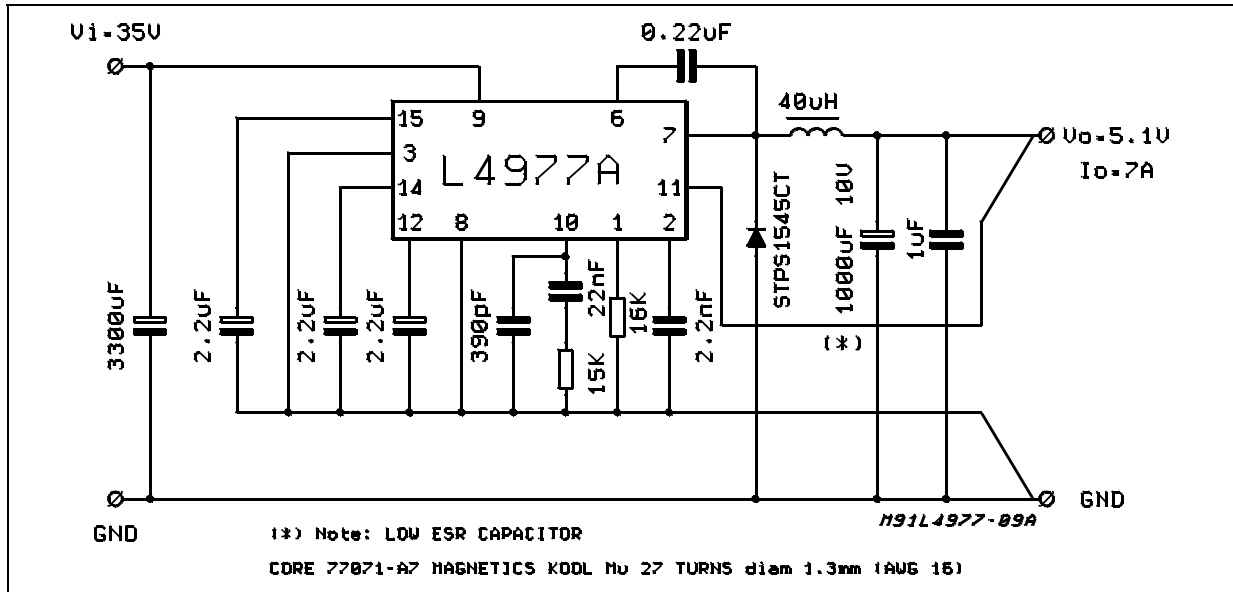 Vi=35V
0.22uF
40uH
15 9 6
7
3
L4977A
14 11
12 8 10 1 2
Vo=5.1V
Io=7A
3300uF
2.2uF
2.2uF
2.2uF
390pF
22nF
15K
16K
2.2nF
STPS1545CT
1000uF 10V
1uF
(*)
GND
GND
M91L4977-09A
(*) Note: LOW ESR CAPACITOR
CORE 77071-A7 MAGNETICS KOOL Mu 27 TURNS diam 1.3mm (AWG 16)